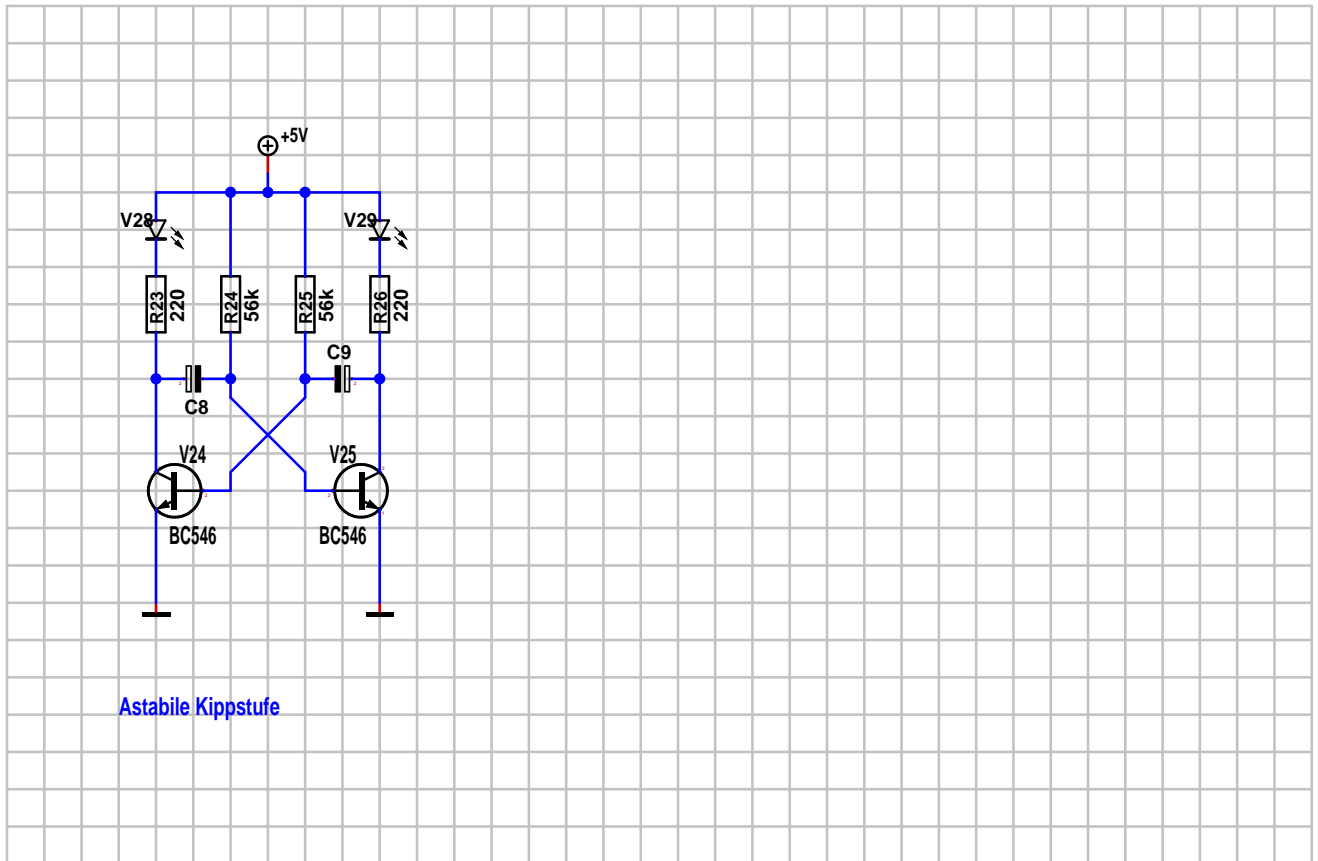 +5V
V28
V29
R23
220
R24
56k
R25
56k
R26
220
C9
C8
V24
V25
BC546
BC546
Astabile Kippstufe